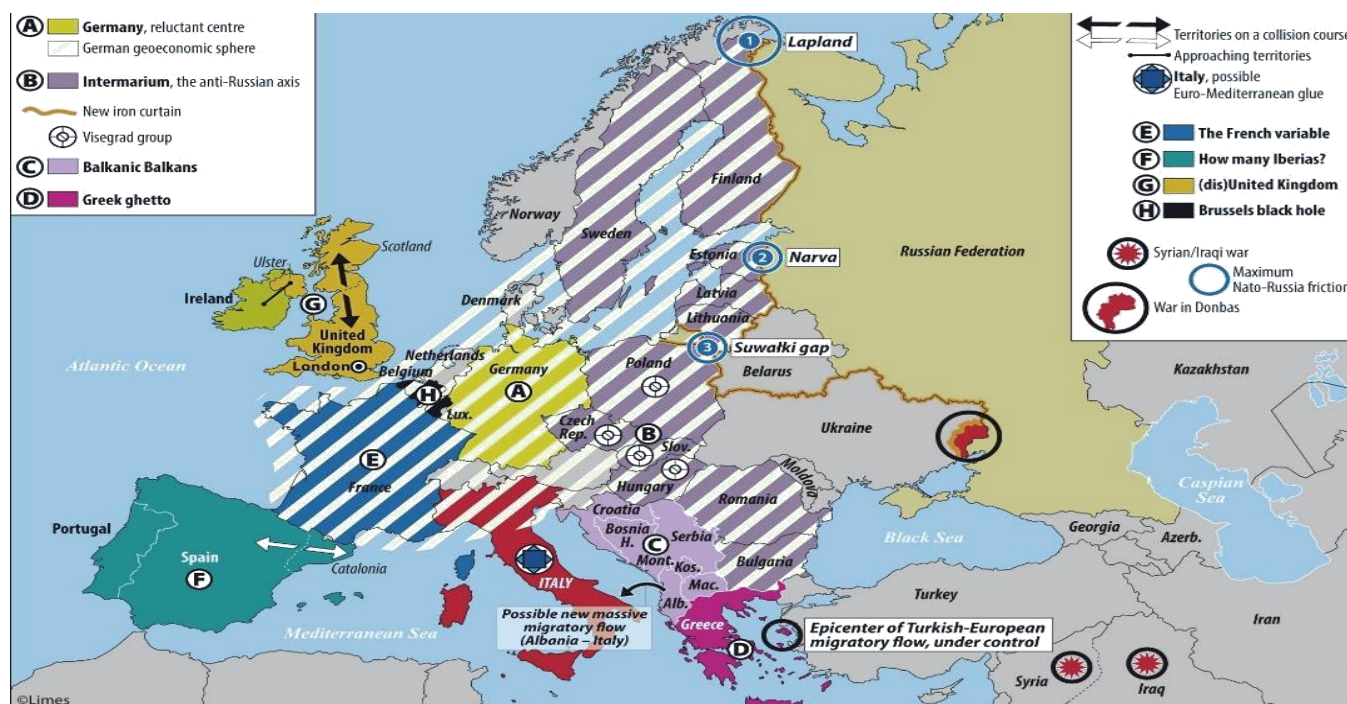 A Germany, reluctant centre
German geoeconomic sphere
B Intermarium, the anti-Russian axis
New iron curtain
Visegrad group
C Balkanic Balkans
D Greek ghetto
Territories on a collision course
Approaching territories
Italy, possible
Euro-Mediterranean glue
E The French variable
F How many Iberias?
G (dis)United Kingdom
H Brussels black hole
Syrian/Iraqi war
Maximum
Nato-Russia friction
War in Donbas
1 Lapland
Finland
Norway
Sweden
Russian Federation
Scotland
Ulster
Ireland
G
United
Kingdom
London
Estonia
2 Narva
Latvia
Lithuania
Denmark
3 Suwałki gap
Atlantic Ocean
Netherlands
Belgium
H
Lux.
Germany
A
Poland
Belarus
Kazakhstan
Czech
Rep.
B
Slov.
Ukraine
E
France
Hungary
Moldova
Romania
Caspian
Sea
Croatia
Bosnia
H.
Serbia
C
Mont.
Kos.
Mac.
Alb.
Bulgaria
Black Sea
Georgia
Azerb.
Portugal
Spain
F
Catalonia
ITALY
Turkey
Iran
Mediterranean Sea
Possible new massive
migratory flow
(Albania – Italy)
Greece
D
Epicenter of Turkish-European
migratory flow, under control
Syria
Iraq
©Limes